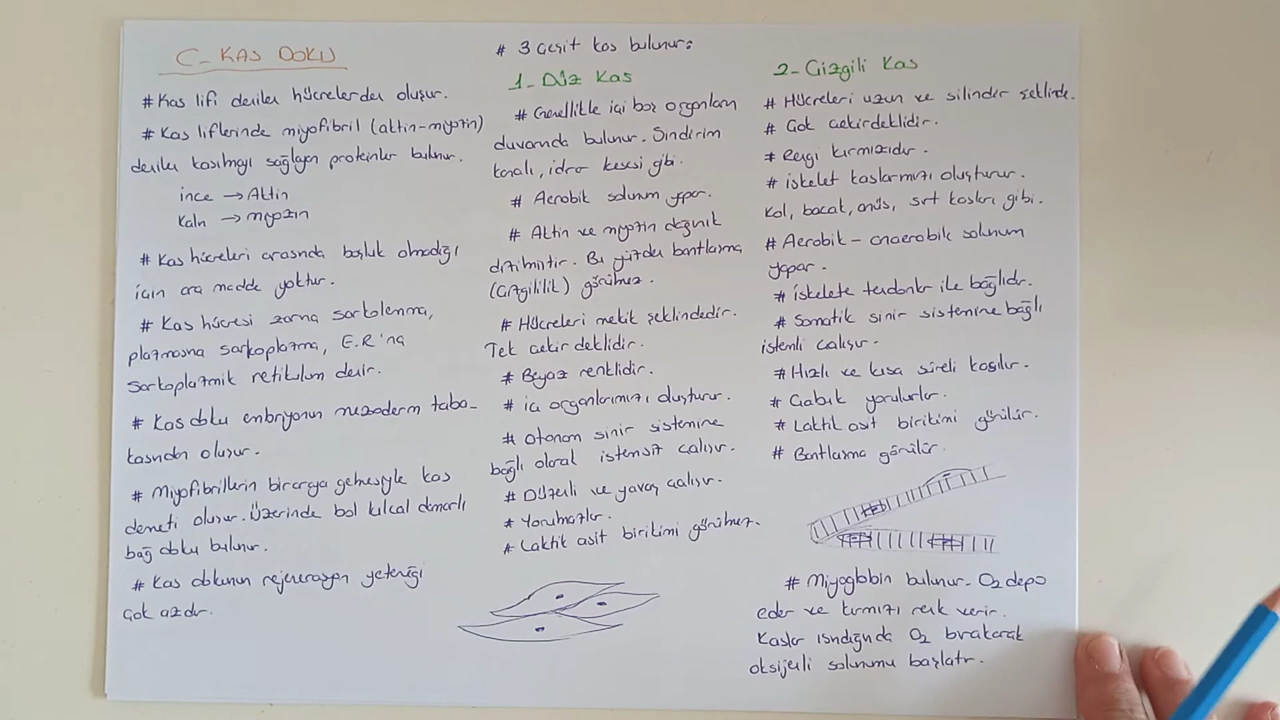 C- KAS DOKU
# Kas lifi denilen hücrelerden oluşur.
# Kas liflerinde miyofibril (aktin-miyozin)
denilen kasılmayı sağlayan proteinler bulunur.
ince → Aktin
kalın → miyozin
# Kas hücreleri arasında boşluk olmadığı
için ara madde yoktur.
# Kas hücresi zarına sarkolemma,
plazmasına sarkoplazma, E.R'na
sarkoplazmik retikulum denir.
# Kas doku embriyonun mezoderm taba-
kasından oluşur.
# Miyofibrillerin biraraya gelmesiyle kas
demeti oluşur. Üzerinde bol kılcal damarlı
bağ doku bulunur.
# Kas dokunun rejenerasyon yeteneği
çok azdır.
# 3 çeşit kas bulunur:
1- Düz Kas
# Genellikle içi boş organların
duvarında bulunur. Sindirim
kanalı, idrar kesesi gibi.
# Aerobik solunum yapar.
# Aktin ve miyozin dağınık
dizilmiştir. Bu yüzden bantlaşma
(çizgililik) görülmez.
# Hücreleri mekik şeklindedir.
Tek çekirdeklidir.
# Beyaz renklidir.
# iç organlarımızı oluşturur.
# Otonom sinir sistemine
bağlı olarak istemsiz çalışır.
# Düzenli ve yavaş çalışır.
# Yorulmazlar.
# Laktik asit birikimi görülmez.
2- Çizgili Kas
# Hücreleri uzun ve silindir şeklinde.
# Çok çekirdeklidir.
# Rengi kırmızıdır.
# iskelet kaslarımızı oluşturur.
Kol, bacak, anüs, sırt kasları gibi.
# Aerobik - anaerobik solunum
yapar.
# iskelete tendonlar ile bağlıdır.
# Somatik sinir sistemine bağlı
istemli çalışır.
# Hızlı ve kısa süreli kasılır.
# Çabuk yorulurlar.
# Laktik asit birikimi görülür.
# Bantlaşma görülür.
# Miyoglobin bulunur. O2 depo
eder ve kırmızı renk verir.
Kaslar ısındığında O2 bırakarak
oksijenli solunumu başlatır.